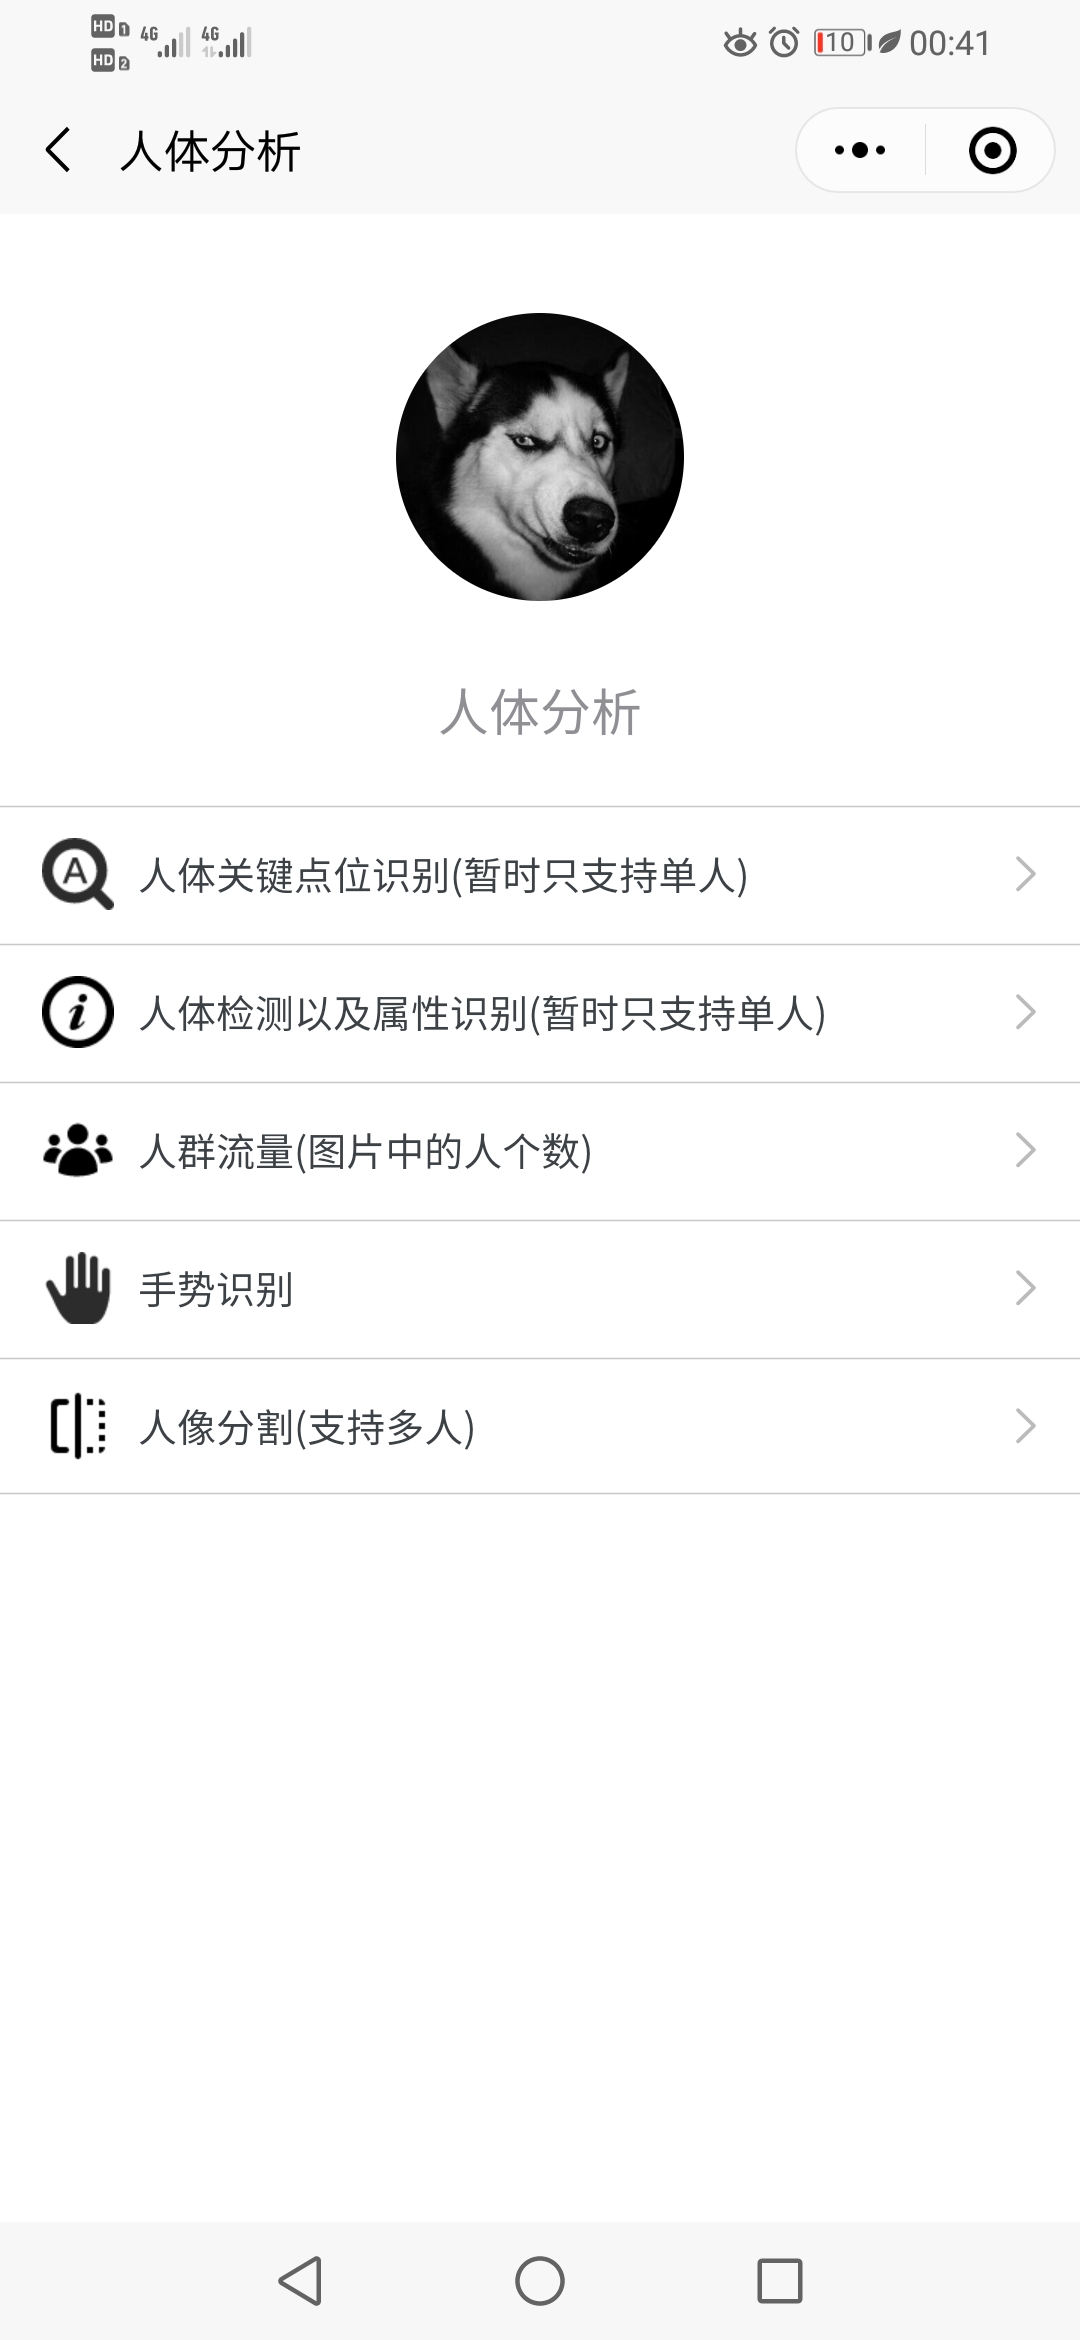 HD 1 4G 4G
HD 2
10 00:41
人体分析
人体分析
人体关键点位识别(暂时只支持单人)
人体检测以及属性识别(暂时只支持单人)
人群流量(图片中的人个数)
手势识别
人像分割(支持多人)